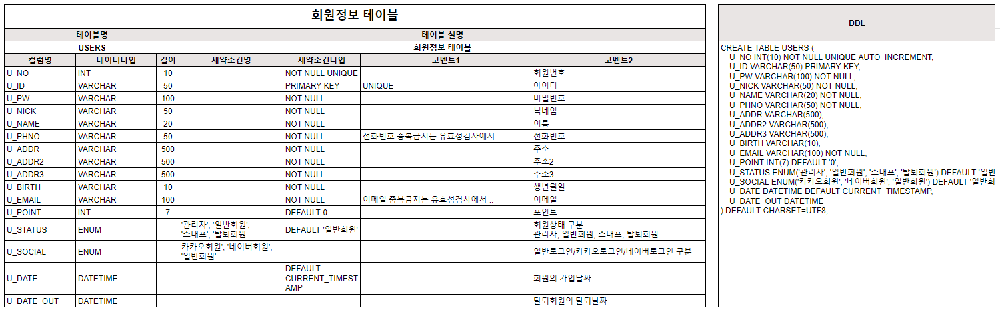 회원정보 테이블
테이블명 테이블 설명
USERS 회원정보 테이블
컬럼명 데이터타입 길이 제약조건명 제약조건타입 코멘트1 코멘트2
U_NO INT 10 NOT NULL UNIQUE 회원번호
U_ID VARCHAR 50 PRIMARY KEY UNIQUE 아이디
U_PW VARCHAR 100 NOT NULL 비밀번호
U_NICK VARCHAR 50 NOT NULL 닉네임
U_NAME VARCHAR 20 NOT NULL 이름
U_PHNO VARCHAR 50 NOT NULL 전화번호 중복금지는 유효성검사에서 .. 전화번호
U_ADDR VARCHAR 500 NOT NULL 주소
U_ADDR2 VARCHAR 500 NOT NULL 주소2
U_ADDR3 VARCHAR 500 NOT NULL 주소3
U_BIRTH VARCHAR 10 NOT NULL 생년월일
U_EMAIL VARCHAR 100 NOT NULL 이메일 중복금지는 유효성검사에서 .. 이메일
U_POINT INT 7 DEFAULT 0 포인트
U_STATUS ENUM '관리자', '일반회원',
'스태프', '탈퇴회원 DEFAULT '일반회원' 회원상태 구분
관리자, 일반회원, 스태프, 탈퇴회원
U_SOCIAL ENUM 카카오회원', '네이버회원',
'일반회원' 일반로그인/카카오로그인/네이버로그인 구분
U_DATE DATETIME DEFAULT
CURRENT_TIMEST
AMP 회원의 가입날짜
U_DATE_OUT DATETIME 탈퇴회원의 탈퇴날짜
DDL
CREATE TABLE USERS (
U_NO INT(10) NOT NULL UNIQUE AUTO_INCREMENT,
U_ID VARCHAR(50) PRIMARY KEY,
U_PW VARCHAR(100) NOT NULL,
U_NICK VARCHAR(50) NOT NULL,
U_NAME VARCHAR(20) NOT NULL,
U_PHNO VARCHAR(50) NOT NULL,
U_ADDR VARCHAR(500),
U_ADDR2 VARCHAR(500),
U_ADDR3 VARCHAR(500),
U_BIRTH VARCHAR(10),
U_EMAIL VARCHAR(100) NOT NULL,
U_POINT INT(7) DEFAULT '0',
U_STATUS ENUM('관리자', '일반회원', '스태프', '탈퇴회원') DEFAULT '일반
U_SOCIAL ENUM('카카오회원', '네이버회원', '일반회원') DEFAULT '일반회
U_DATE DATETIME DEFAULT CURRENT_TIMESTAMP,
U_DATE_OUT DATETIME
) DEFAULT CHARSET=UTF8;